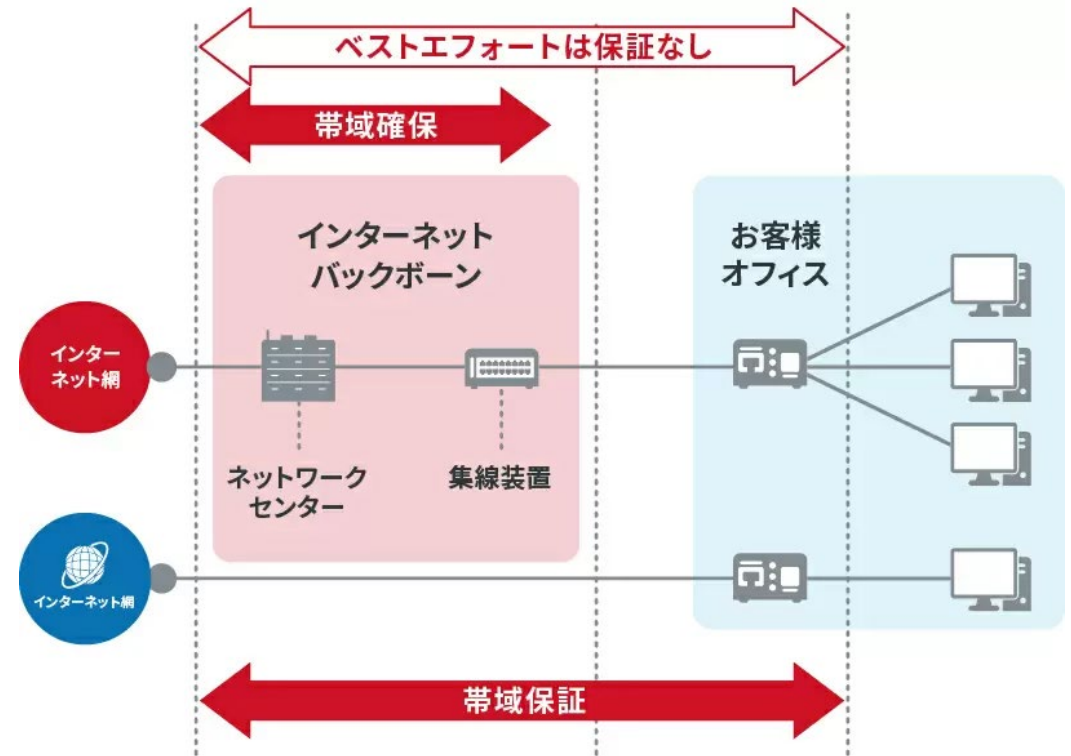 ベストエフォートは保証なし
帯域確保
インターネット
バックボーン
お客様
オフィス
インター
ネット網
ネットワーク
センター
集線装置
インターネット網
帯域保証